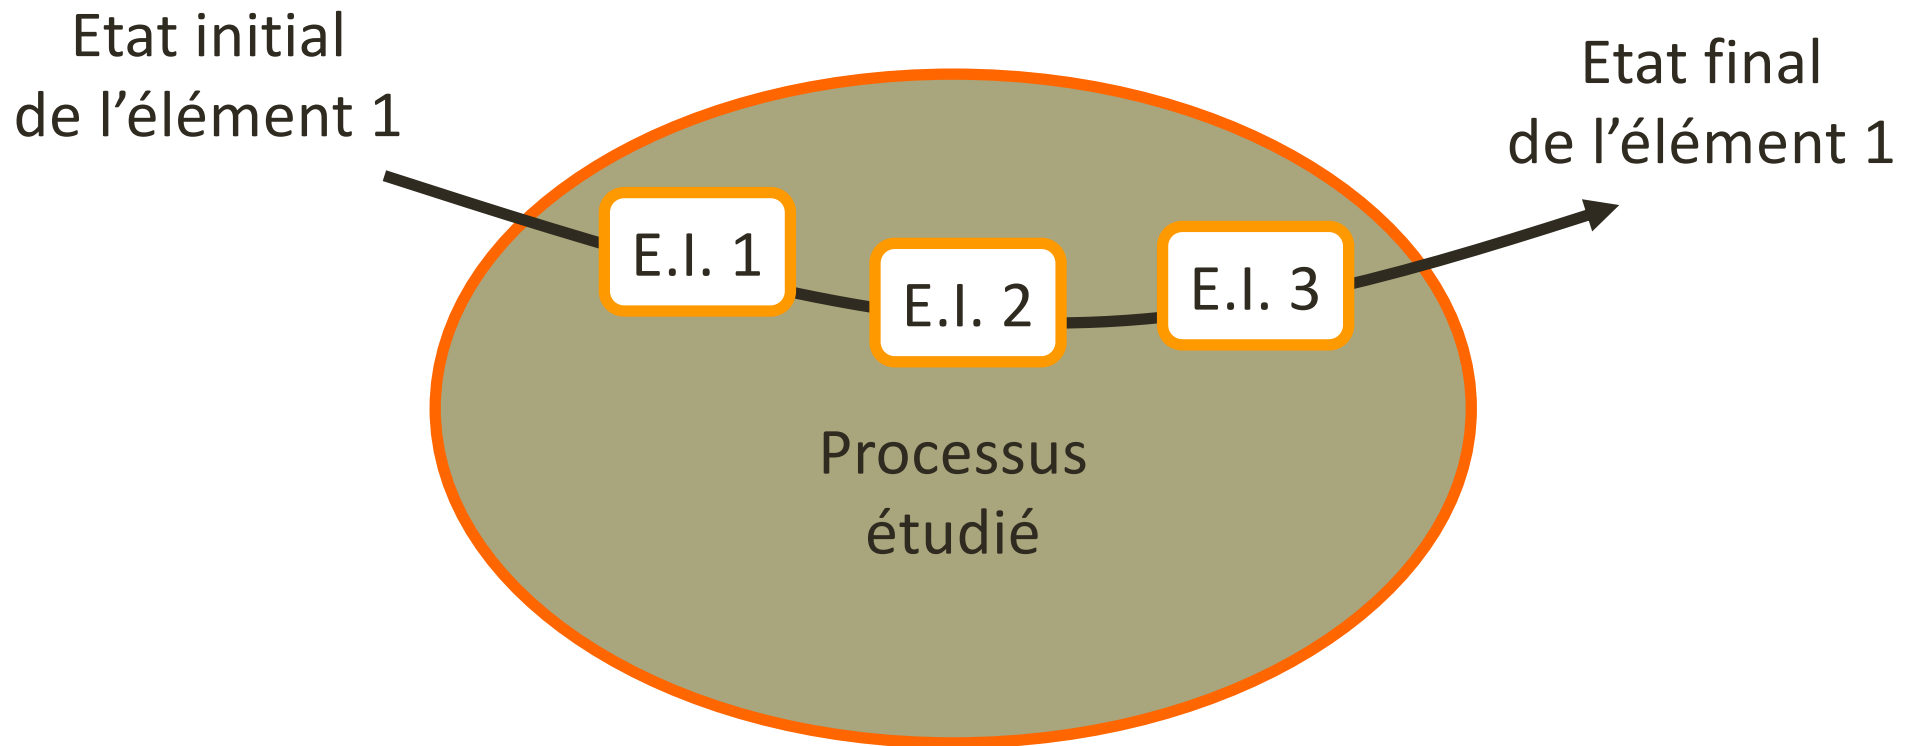 Etat initial
de l’élément 1
Etat final
de l’élément 1
E.I. 1
E.I. 2
E.I. 3
Processus
étudié